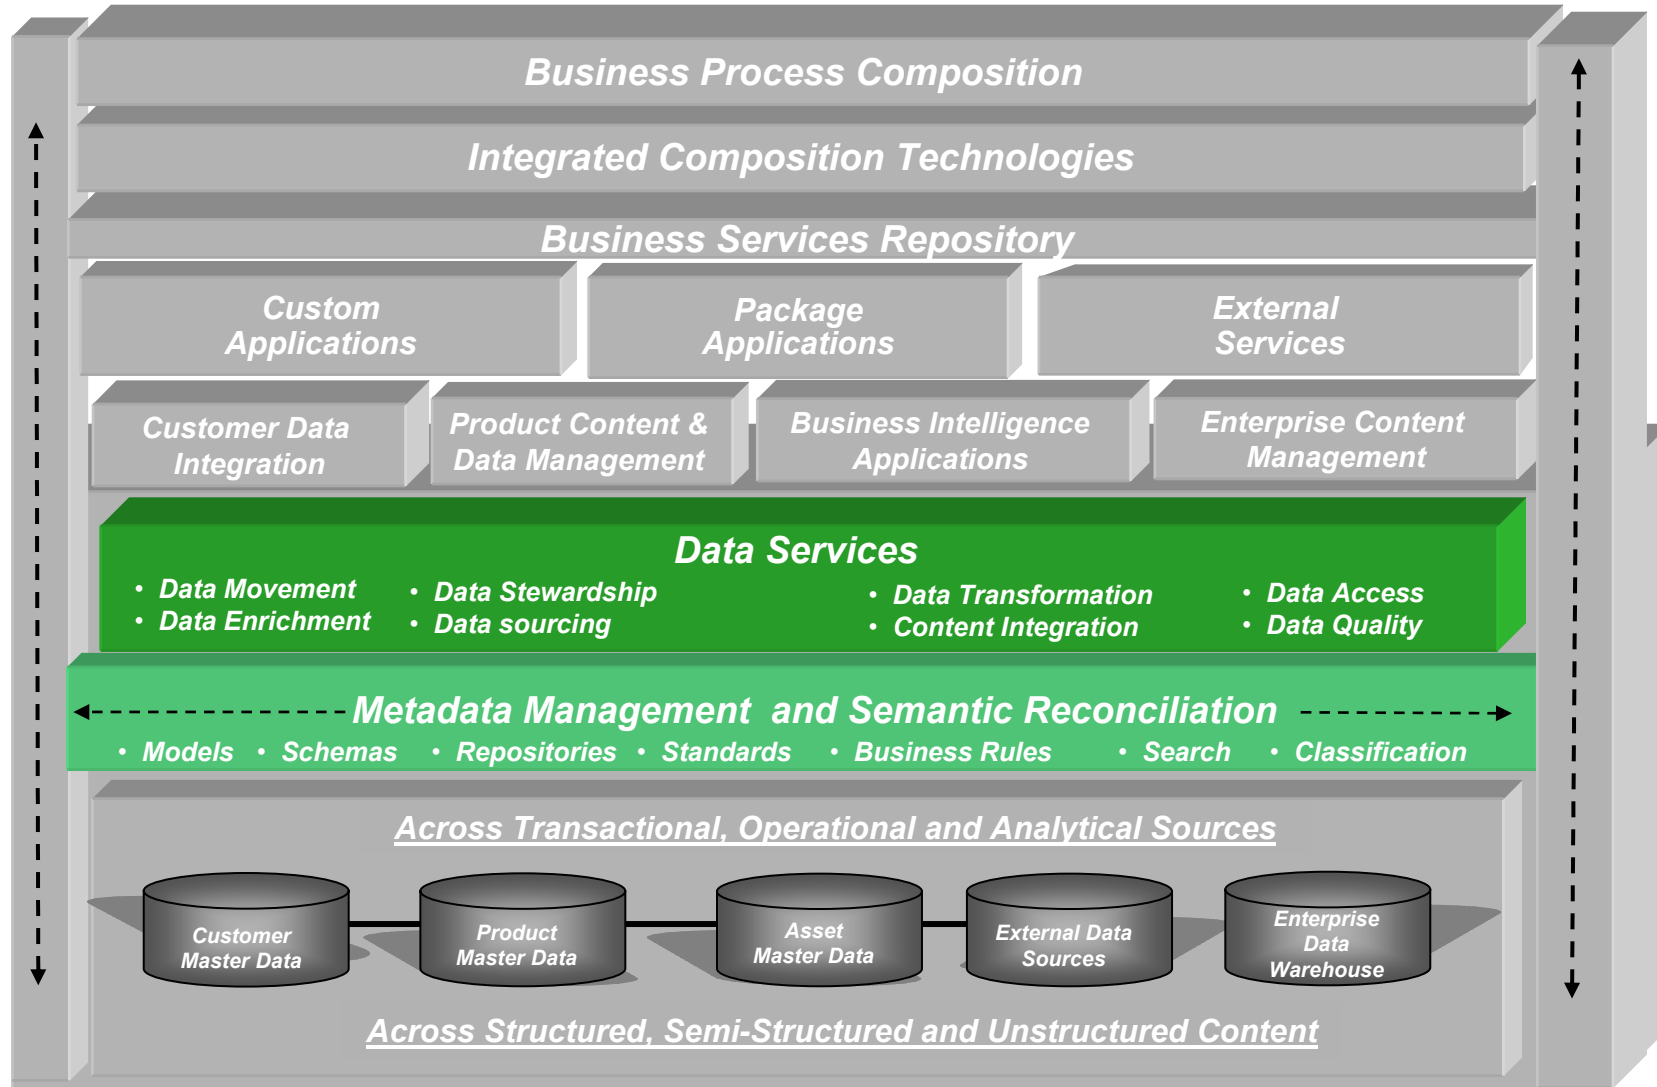 Business Process Composition
Integrated Composition Technologies
Business Services Repository
Custom
Applications
Package
Applications
External
Services
Customer Data
Integration
Product Content &
Data Management
Business Intelligence
Applications
Enterprise Content
Management
Data Services
• Data Movement
• Data Enrichment
• Data Stewardship
• Data sourcing
• Data Transformation
• Content Integration
• Data Access
• Data Quality
Metadata Management and Semantic Reconciliation
• Models • Schemas • Repositories • Standards • Business Rules • Search • Classification
Across Transactional, Operational and Analytical Sources
Customer
Master Data
Product
Master Data
Asset
Master Data
External Data
Sources
Enterprise
Data
Warehouse
Across Structured, Semi-Structured and Unstructured Content